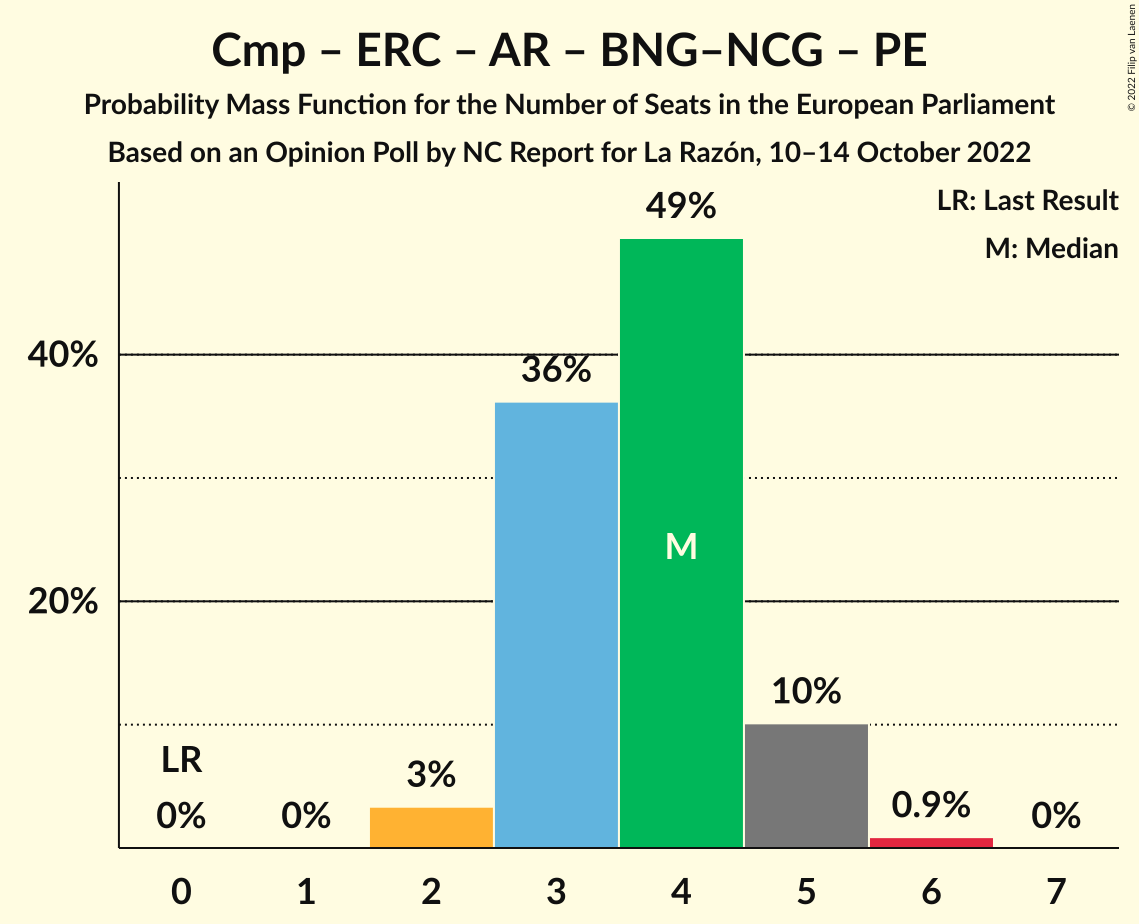 Cmp – ERC – AR – BNG–NCG – PE
Probability Mass Function for the Number of Seats in the European Parliament
Based on an Opinion Poll by NC Report for La Razón, 10–14 October 2022
© 2022 Filip van Laenen
LR: Last Result
M: Median
49%
40%
36%
M
20%
10%
LR
3%
0.9%
0%
0%
0%
0
1
2
3
4
5
6
7